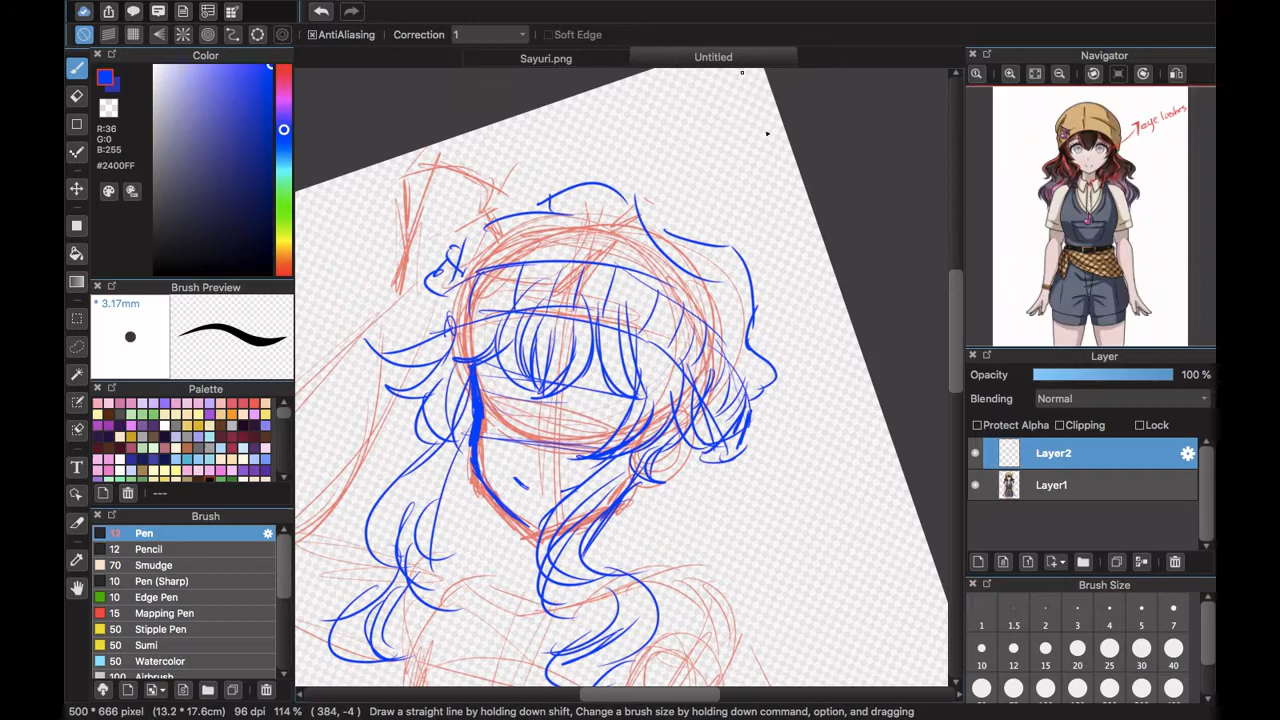 AntiAliasing Correction 1 Soft Edge
Color
Sayuri.png
Untitled
Navigator
R:36
G:0
B:255
#2400FF
eye lashes
Brush Preview
* 3.17mm
Layer
Opacity 100 %
Palette
Blending Normal
Protect Alpha Clipping Lock
Layer2
Layer1
T
---
Brush
12 Pen
12 Pencil
70 Smudge
10 Pen (Sharp)
10 Edge Pen
15 Mapping Pen
50 Stipple Pen
50 Sumi
50 Watercolor
100 Airbrush
Brush Size
1 1.5 2 3 4 5 7
10 12 15 20 25 30 40
500 * 666 pixel (13.2 * 17.6cm) 96 dpi 114 % ( 384, -4 ) Draw a straight line by holding down shift, Change a brush size by holding down command, option, and dragging